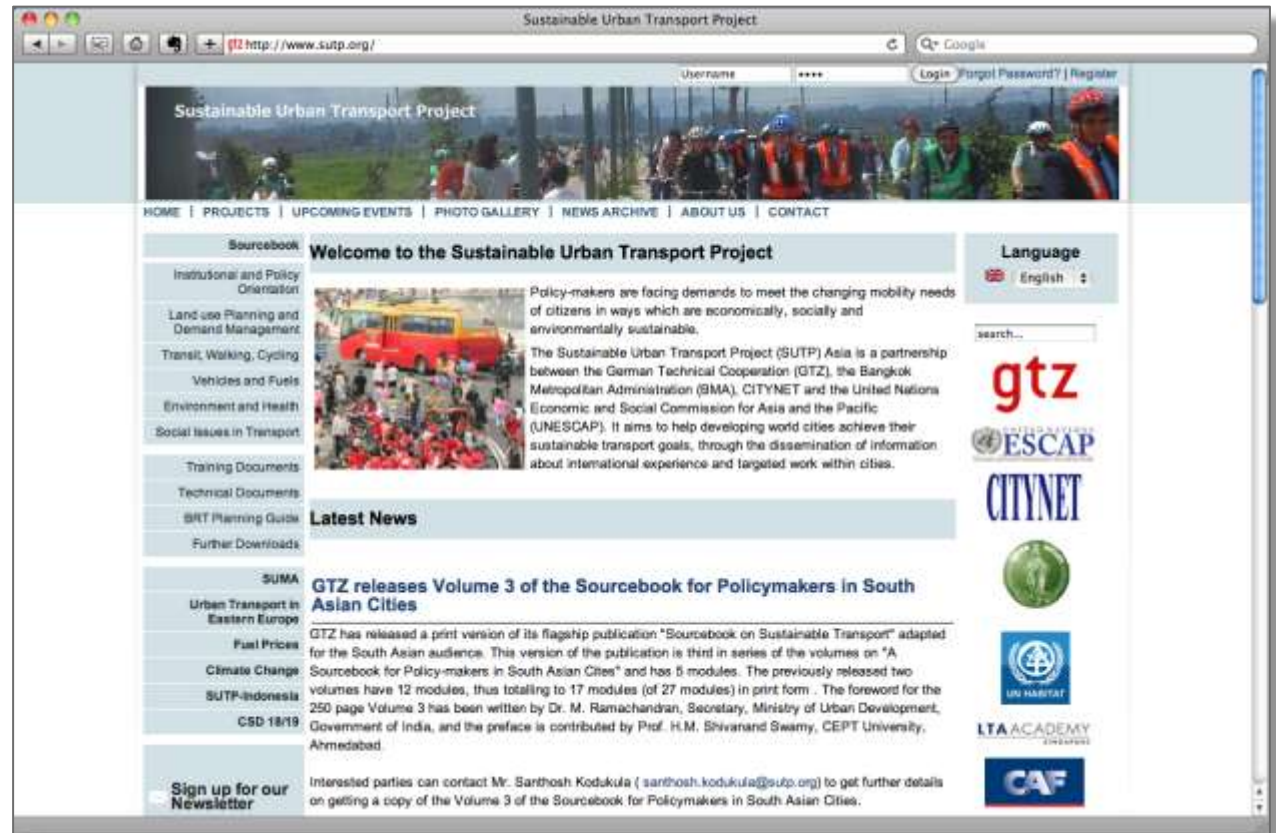 Sustainable Urban Transport Project
gtz http://www.sutp.org/
Google
Username •••• Login Forgot Password? | Register
Sustainable Urban Transport Project
HOME | PROJECTS | UPCOMING EVENTS | PHOTO GALLERY | NEWS ARCHIVE | ABOUT US | CONTACT
Sourcebook
Institutional and Policy
Orientation
Land use Planning and
Demand Management
Transit, Walking, Cycling
Vehicles and Fuels
Environment and Health
Social Issues in Transport
Training Documents
Technical Documents
BRT Planning Guide
Further Downloads
SUMA
Urban Transport in
Eastern Europe
Fuel Prices
Climate Change
SUTP-Indonesia
CSD 18/19
Sign up for our
Newsletter
Welcome to the Sustainable Urban Transport Project
Policy-makers are facing demands to meet the changing mobility needs
of citizens in ways which are economically, socially and
environmentally sustainable.
The Sustainable Urban Transport Project (SUTP) Asia is a partnership
between the German Technical Cooperation (GTZ), the Bangkok
Metropolitan Administration (BMA), CITYNET and the United Nations
Economic and Social Commission for Asia and the Pacific
(UNESCAP). It aims to help developing world cities achieve their
sustainable transport goals, through the dissemination of information
about international experience and targeted work within cities.
Latest News
GTZ releases Volume 3 of the Sourcebook for Policymakers in South
Asian Cities
GTZ has released a print version of its flagship publication "Sourcebook on Sustainable Transport" adapted
for the South Asian audience. This version of the publication is third in series of the volumes on "A
Sourcebook for Policy-makers in South Asian Cites" and has 5 modules. The previously released two
volumes have 12 modules, thus totalling to 17 modules (of 27 modules) in print form . The foreword for the
250 page Volume 3 has been written by Dr. M. Ramachandran, Secretary, Ministry of Urban Development,
Government of India, and the preface is contributed by Prof. H.M. Shivanand Swamy, CEPT University,
Ahmedabad.
Interested parties can contact Mr. Santhosh Kodukula ( santhosh.kodukula@sutp.org) to get further details
on getting a copy of the Volume 3 of the Sourcebook for Policymakers in South Asian Cities.
Language
English
search...
gtz
UNITED NATIONS
ESCAP
CITYNET
UN HABITAT
LTA ACADEMY
SINGAPORE
CAF